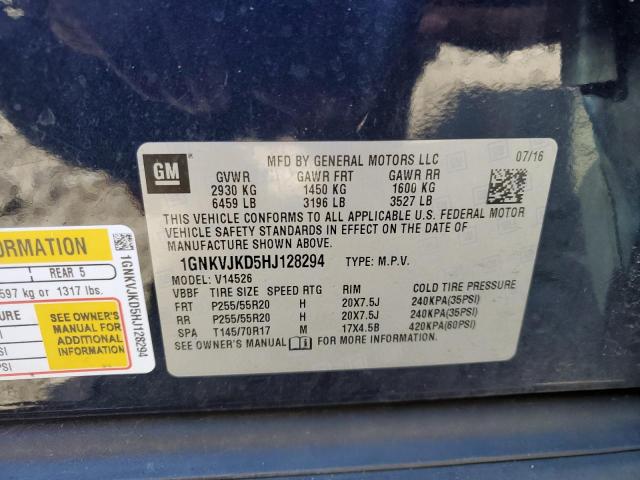 GM
MFD BY GENERAL MOTORS LLC 07/16
GVWR GAWR FRT GAWR RR
2930 KG 1450 KG 1600 KG
6459 LB 3196 LB 3527 LB
THIS VEHICLE CONFORMS TO ALL APPLICABLE U.S. FEDERAL MOTOR
VEHICLE SAFETY STANDARDS IN EFFECT ON THE DATE OF
MANUFACTURE SHOWN ABOVE.
1GNKVJKD5HJ128294 TYPE: M.P.V.
MODEL: V14526
VBBF TIRE SIZE SPEED RTG RIM COLD TIRE PRESSURE
FRT P255/55R20 H 20X7.5J 240KPA(35PSI)
RR P255/55R20 H 20X7.5J 240KPA(35PSI)
SPA T145/70R17 M 17X4.5B 420KPA(60PSI)
SEE OWNER'S MANUAL FOR MORE INFORMATION.
ORMATION
REAR 5
597 kg or 1317 lbs.
URE
SI
SI
PSI
SEE OWNER'S
MANUAL FOR
ADDITIONAL
INFORMATION
1GNKVJKD5HJ128294